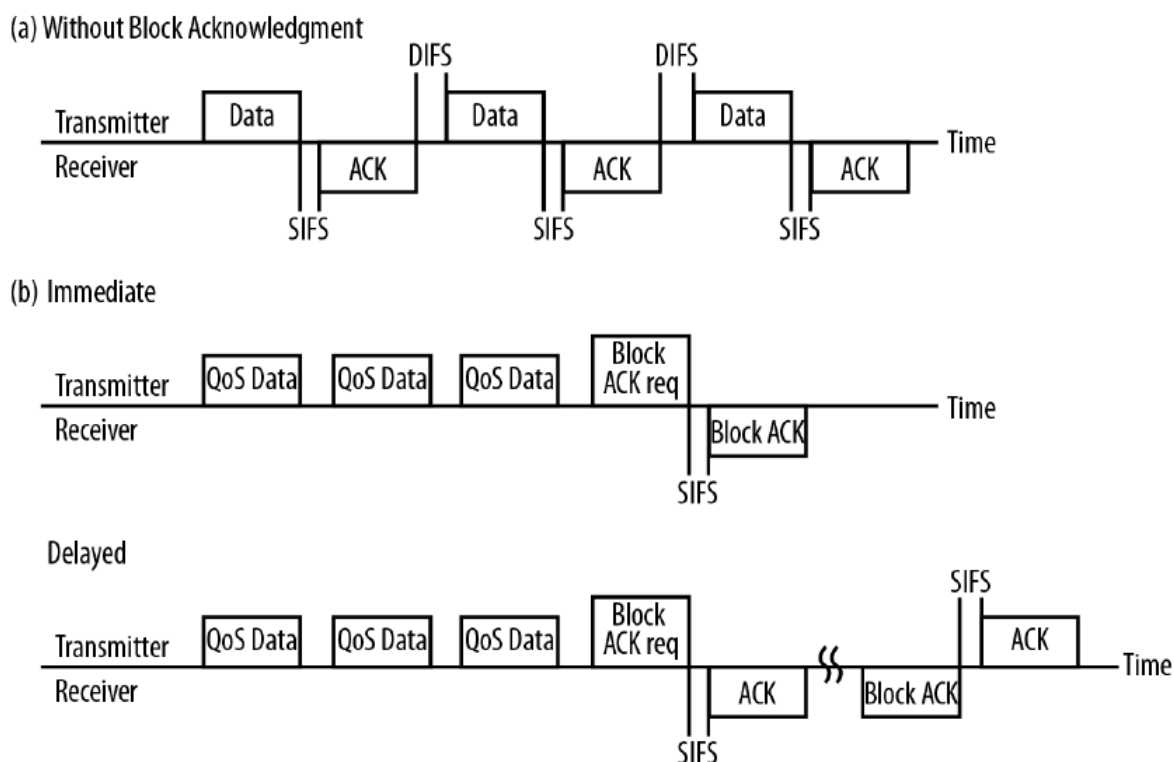 (a) Without Block Acknowledgment
DIFS
DIFS
Data
Data
Data
Transmitter
Time
Receiver
ACK
ACK
ACK
SIFS
SIFS
SIFS
(b) Immediate
Block
ACK req
QoS Data
QoS Data
QoS Data
Transmitter
Time
Receiver
Block ACK
SIFS
Delayed
SIFS
Block
ACK req
QoS Data
QoS Data
QoS Data
ACK
Transmitter
Time
Receiver
ACK
Block ACK
SIFS